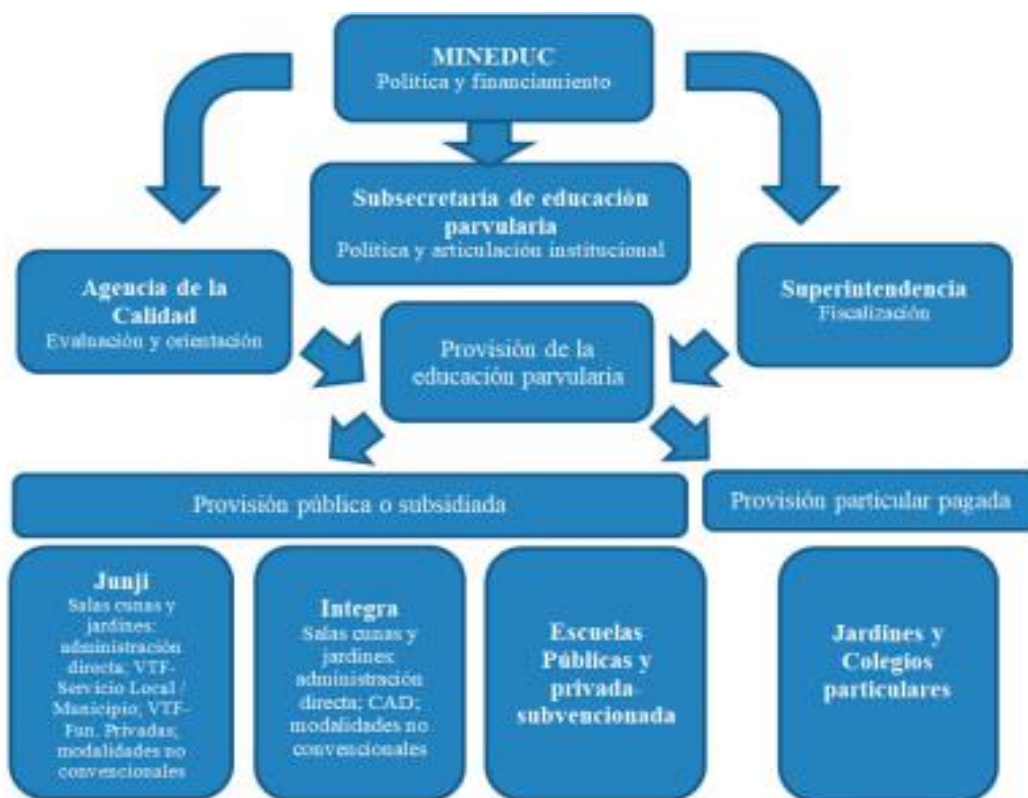 MINEDUC
Política y financiamiento
Subsecretaría de educación
parvularia
Política y articulación institucional
Agencia de la
Calidad
Evaluación y orientación
Superintendencia
Fiscalización
Provisión de la
educación parvularia
Provisión pública o subsidiada
Provisión particular pagada
Junji
Salas cunas y
jardines:
administración
directa; VTF-
Servicio Local /
Municipio; VTF-
Fun. Privadas;
modalidades no
convencionales
Integra
Salas cunas y
jardines:
administración
directa; CAD;
modalidades no
convencionales
Escuelas
Públicas y
privada
subvencionada
Jardines y
Colegios
particulares